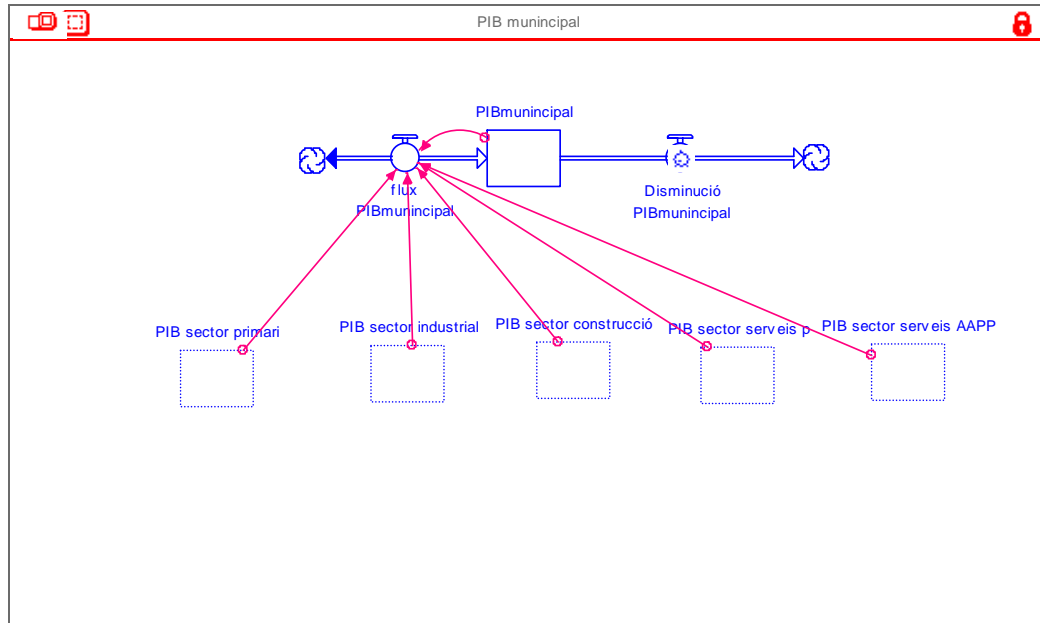 PIB munincipal
PIBmunincipal
flux
PIBmunincipal
Disminució
PIBmunincipal
PIB sector primari
PIB sector industrial
PIB sector construcció
PIB sector serveis p
PIB sector serveis AAPP